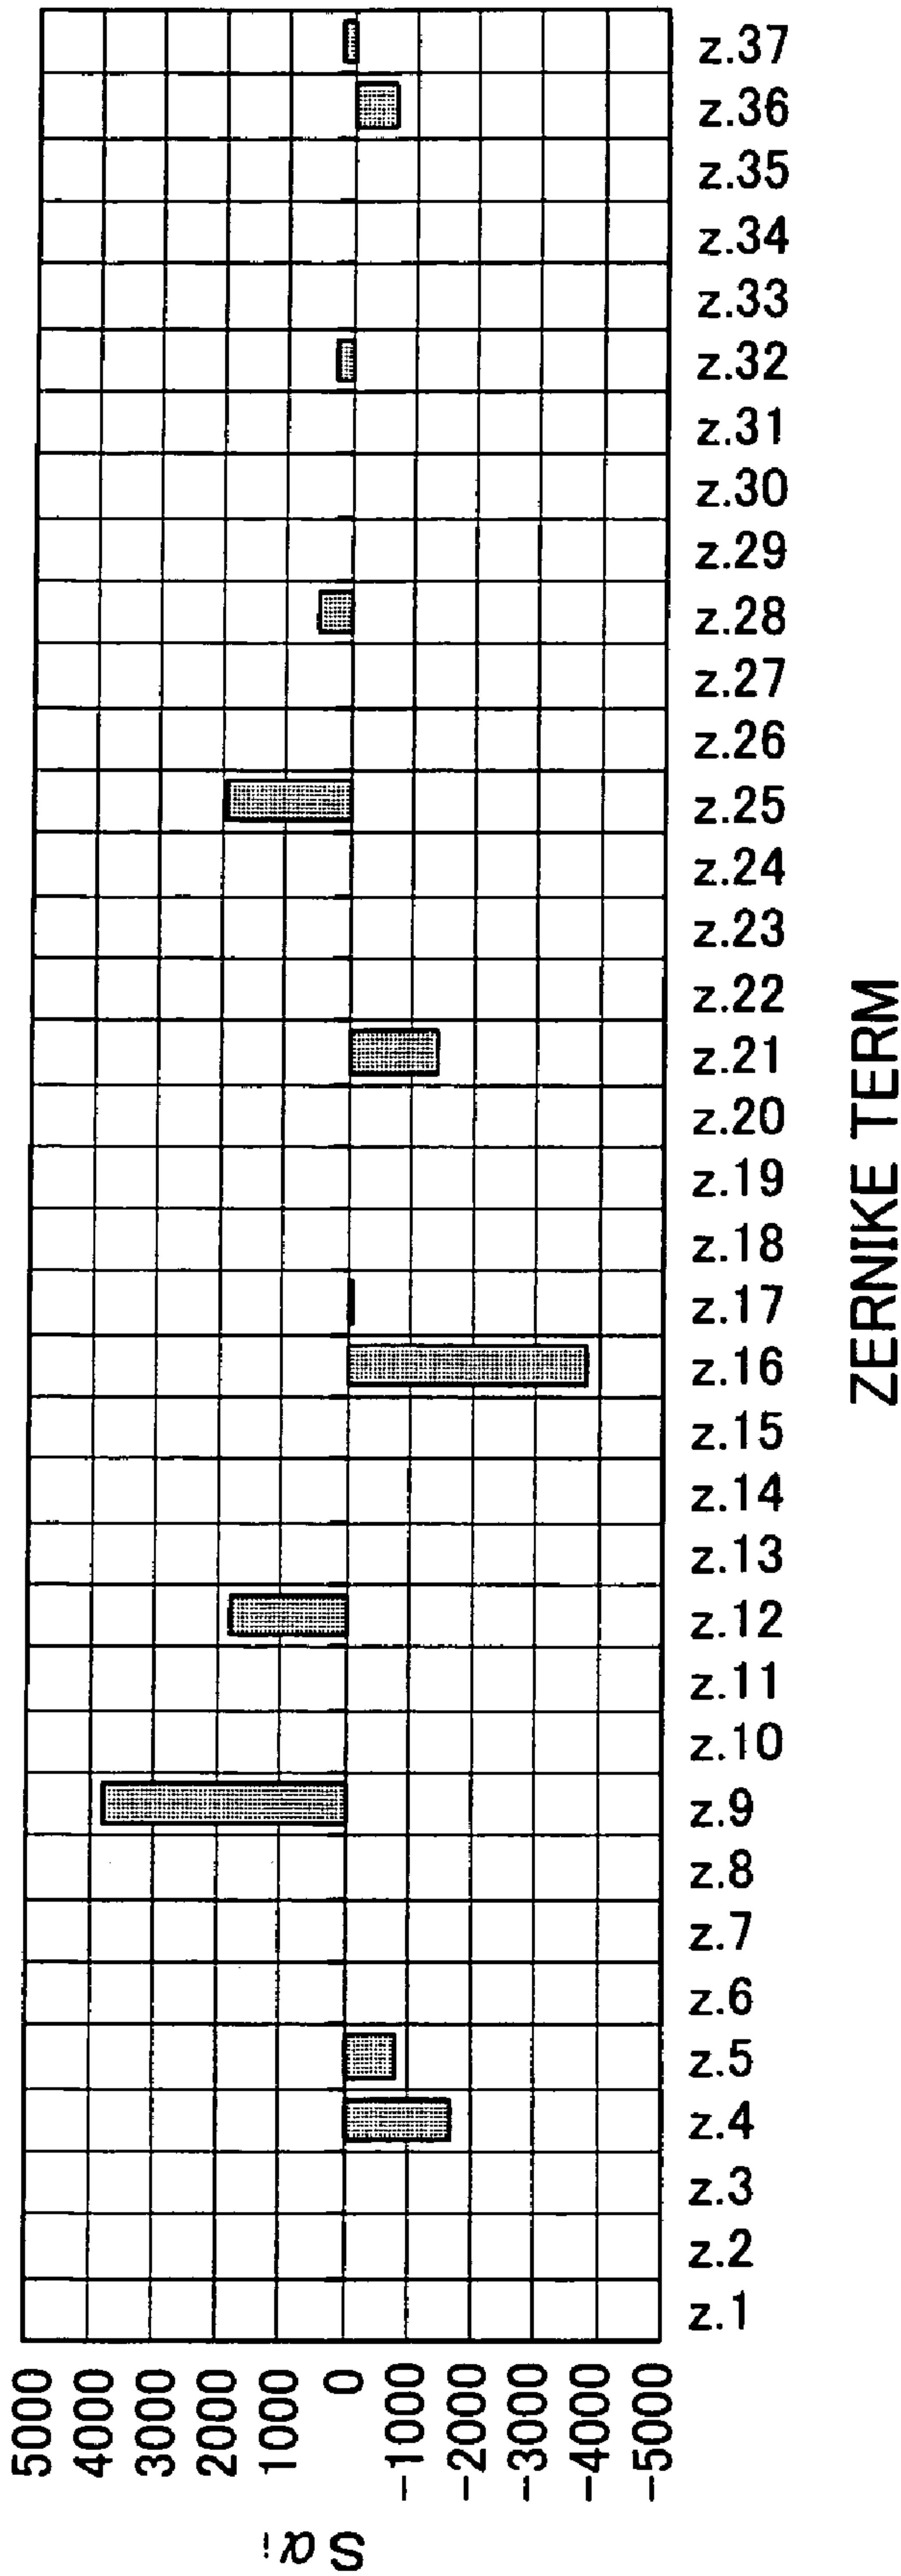 5000
4000
3000
2000
1000
0
-1000
-2000
-3000
-4000
-5000
Sαi
z.1
z.2
z.3
z.4
z.5
z.6
z.7
z.8
z.9
z.10
z.11
z.12
z.13
z.14
z.15
z.16
z.17
z.18
z.19
z.20
z.21
z.22
z.23
z.24
z.25
z.26
z.27
z.28
z.29
z.30
z.31
z.32
z.33
z.34
z.35
z.36
z.37
ZERNIKE TERM